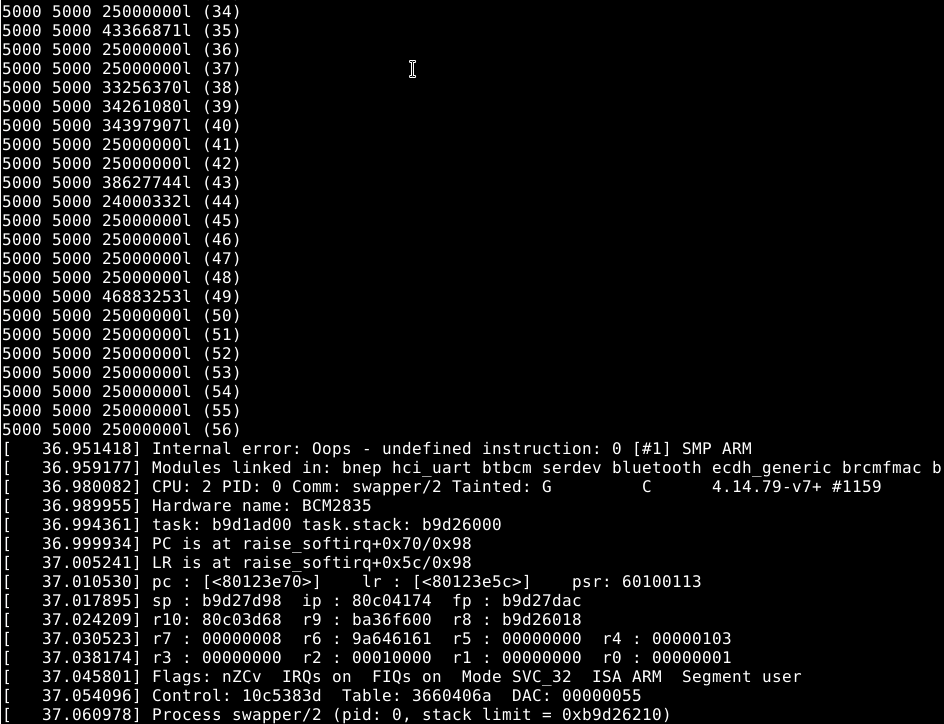 5000 5000 25000000l (34)
5000 5000 43366871l (35)
5000 5000 25000000l (36)
5000 5000 25000000l (37)
5000 5000 33256370l (38)
5000 5000 34261080l (39)
5000 5000 34397907l (40)
5000 5000 25000000l (41)
5000 5000 25000000l (42)
5000 5000 38627744l (43)
5000 5000 24000332l (44)
5000 5000 25000000l (45)
5000 5000 25000000l (46)
5000 5000 25000000l (47)
5000 5000 25000000l (48)
5000 5000 46883253l (49)
5000 5000 25000000l (50)
5000 5000 25000000l (51)
5000 5000 25000000l (52)
5000 5000 25000000l (53)
5000 5000 25000000l (54)
5000 5000 25000000l (55)
5000 5000 25000000l (56)
[   36.951418] Internal error: Oops - undefined instruction: 0 [#1] SMP ARM
[   36.959177] Modules linked in: bnep hci_uart btbcm serdev bluetooth ecdh_generic brcmfmac b
[   36.980082] CPU: 2 PID: 0 Comm: swapper/2 Tainted: G         C      4.14.79-v7+ #1159
[   36.989955] Hardware name: BCM2835
[   36.994361] task: b9d1ad00 task.stack: b9d26000
[   36.999934] PC is at raise_softirq+0x70/0x98
[   37.005241] LR is at raise_softirq+0x5c/0x98
[   37.010530] pc : [<80123e70>]    lr : [<80123e5c>]    psr: 60100113
[   37.017895] sp : b9d27d98  ip : 80c04174  fp : b9d27dac
[   37.024209] r10: 80c03d68  r9 : ba36f600  r8 : b9d26018
[   37.030523] r7 : 00000008  r6 : 9a646161  r5 : 00000000  r4 : 00000103
[   37.038174] r3 : 00000000  r2 : 00010000  r1 : 00000000  r0 : 00000001
[   37.045801] Flags: nZCv  IRQs on  FIQs on  Mode SVC_32  ISA ARM  Segment user
[   37.054096] Control: 10c5383d  Table: 3660406a  DAC: 00000055
[   37.060978] Process swapper/2 (pid: 0, stack limit = 0xb9d26210)